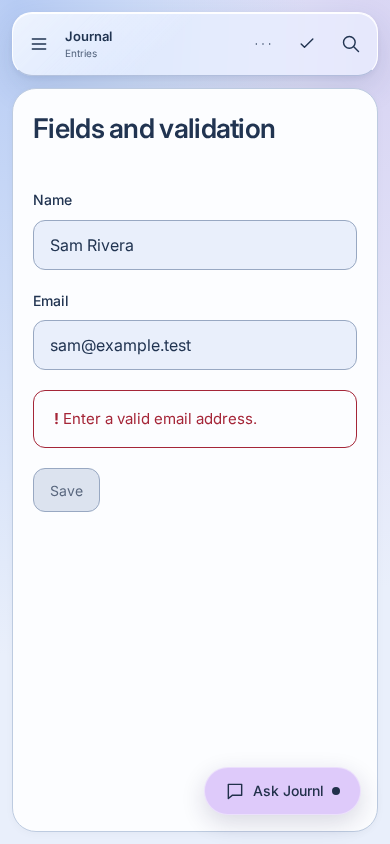 Journal
Entries
...
Fields and validation
Name
Sam Rivera
Email
sam@example.test
! Enter a valid email address.
Save
Ask Journl